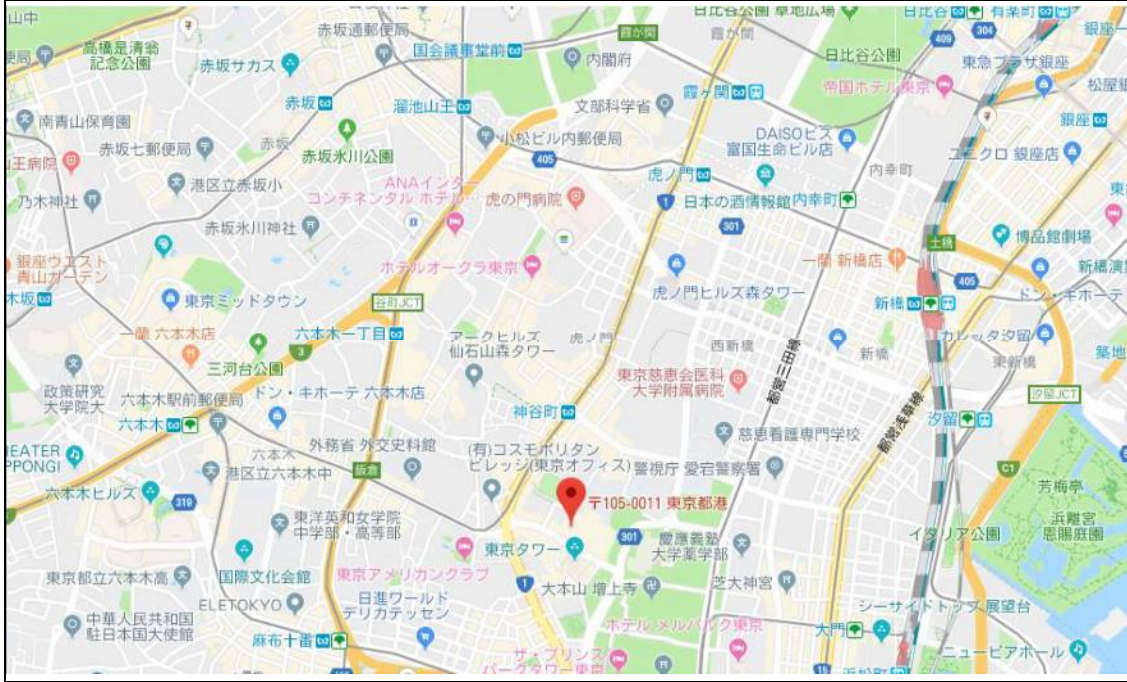 赤坂通郵便局
国会議事堂前
霞が関
霞が関
内閣府
日比谷公園 草地広場
日比谷
有楽町
409
304
高橋是清翁
記念公園
赤坂サカス
日比谷公園
東急プラザ銀座
帝国ホテル東京
赤坂
溜池山王
文部科学省
霞ヶ関
銀座
南青山保育園
赤坂七郵便局
赤坂
赤坂氷川公園
小松ビル内郵便局
405
DAISOビズ
富国生命ビル店
ユニクロ 銀座店
内幸町
港区立赤坂小
乃木神社
ANAインター
コンチネンタル ホテル…
虎の門病院
虎ノ門
1
日本の酒情報館
内幸町
301
赤坂氷川神社
土橋
博品館劇場
銀座ウエスト
青山ガーデン
ホテルオークラ東京
一蘭 新橋店
405
東京ミッドタウン
谷町JCT
虎ノ門ヒルズ森タワー
新橋
ドン・キホーテ
一蘭 六本木店
六本木一丁目
アークヒルズ
仙石山森タワー
虎ノ門
西新橋
都営三田線
新橋
カレッタ汐留
東新橋
3
三河台公園
政策研究
大学院大
六本木駅前郵便局
ドン・キホーテ 六本木店
東京慈恵会医科
大学附属病院
汐留JCT
神谷町
都営浅草線
汐留
六本木
六本木
外務省 外交史料館
(有)コスモポリタン
ビレッジ(東京オフィス)
慈恵看護専門学校
警視庁 愛宕警察署
港区立六本木中
飯倉
C1
六本木ヒルズ
319
〒105-0011 東京都港
芳梅亭
浜離宮
恩賜庭園
東洋英和女学院
中学部・高等部
301
慶應義塾
大学薬学部
イタリア公園
東京タワー
東京都立六本木高
国際文化会館
東京アメリカンクラブ
1
大本山 増上寺
芝大神宮
ELETOKYO
日進ワールド
デリカテッセン
シーサイドトップ 展望台
中華人民共和国
駐日本国大使館
麻布十番
ホテル メルパルク東京
大門
ニューピアホール
ザ・プリンス
パークタワー東京
15
浜松町